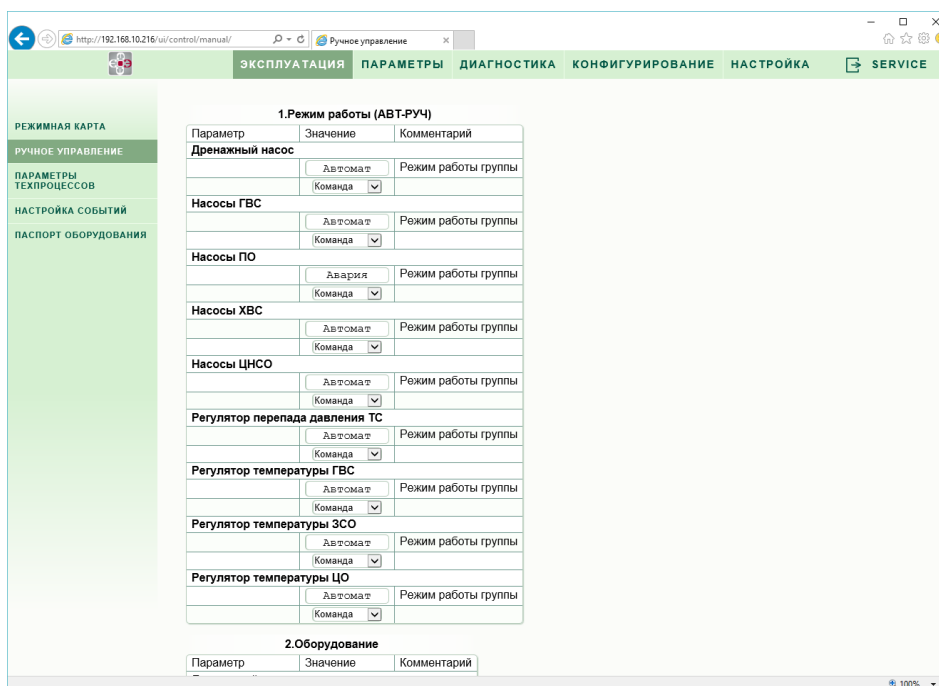 http://192.168.10.216/ui/control/manual/
Ручное управление
ЭКСПЛУАТАЦИЯ ПАРАМЕТРЫ ДИАГНОСТИКА КОНФИГУРИРОВАНИЕ НАСТРОЙКА SERVICE
РЕЖИМНАЯ КАРТА
РУЧНОЕ УПРАВЛЕНИЕ
ПАРАМЕТРЫ
ТЕХПРОЦЕССОВ
НАСТРОЙКА СОБЫТИЙ
ПАСПОРТ ОБОРУДОВАНИЯ
1.Режим работы (АВТ-РУЧ)
Параметр Значение Комментарий
Дренажный насос
Автомат Режим работы группы
Команда
Насосы ГВС
Автомат Режим работы группы
Команда
Насосы ПО
Авария Режим работы группы
Команда
Насосы ХВС
Автомат Режим работы группы
Команда
Насосы ЦНСО
Автомат Режим работы группы
Команда
Регулятор перепада давления ТС
Автомат Режим работы группы
Команда
Регулятор температуры ГВС
Автомат Режим работы группы
Команда
Регулятор температуры ЗСО
Автомат Режим работы группы
Команда
Регулятор температуры ЦО
Автомат Режим работы группы
Команда
2.Оборудование
Параметр Значение Комментарий
100%